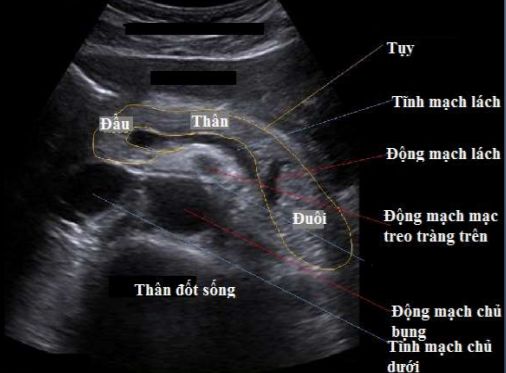 Tụy
Tĩnh mạch lách
Đầu
Thân
Động mạch lách
Đuôi
Động mạch mạc
treo tràng trên
Thân đốt sống
Động mạch chủ
bụng
Tĩnh mạch chủ
dưới